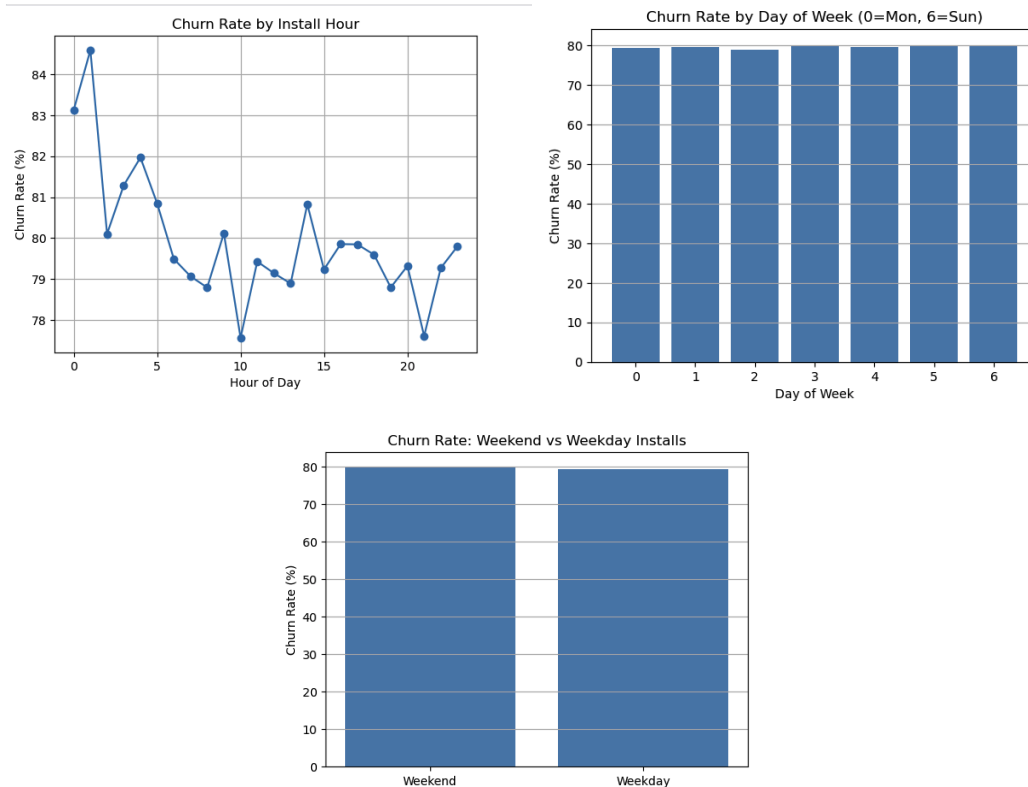 Churn Rate by Install Hour
84
83
82
81
80
79
78
Churn Rate (%)
0 5 10 15 20
Hour of Day
Churn Rate by Day of Week (0=Mon, 6=Sun)
80
70
60
50
40
30
20
10
0
Churn Rate (%)
0 1 2 3 4 5 6
Day of Week
Churn Rate: Weekend vs Weekday Installs
80
70
60
50
40
30
20
10
0
Churn Rate (%)
Weekend Weekday